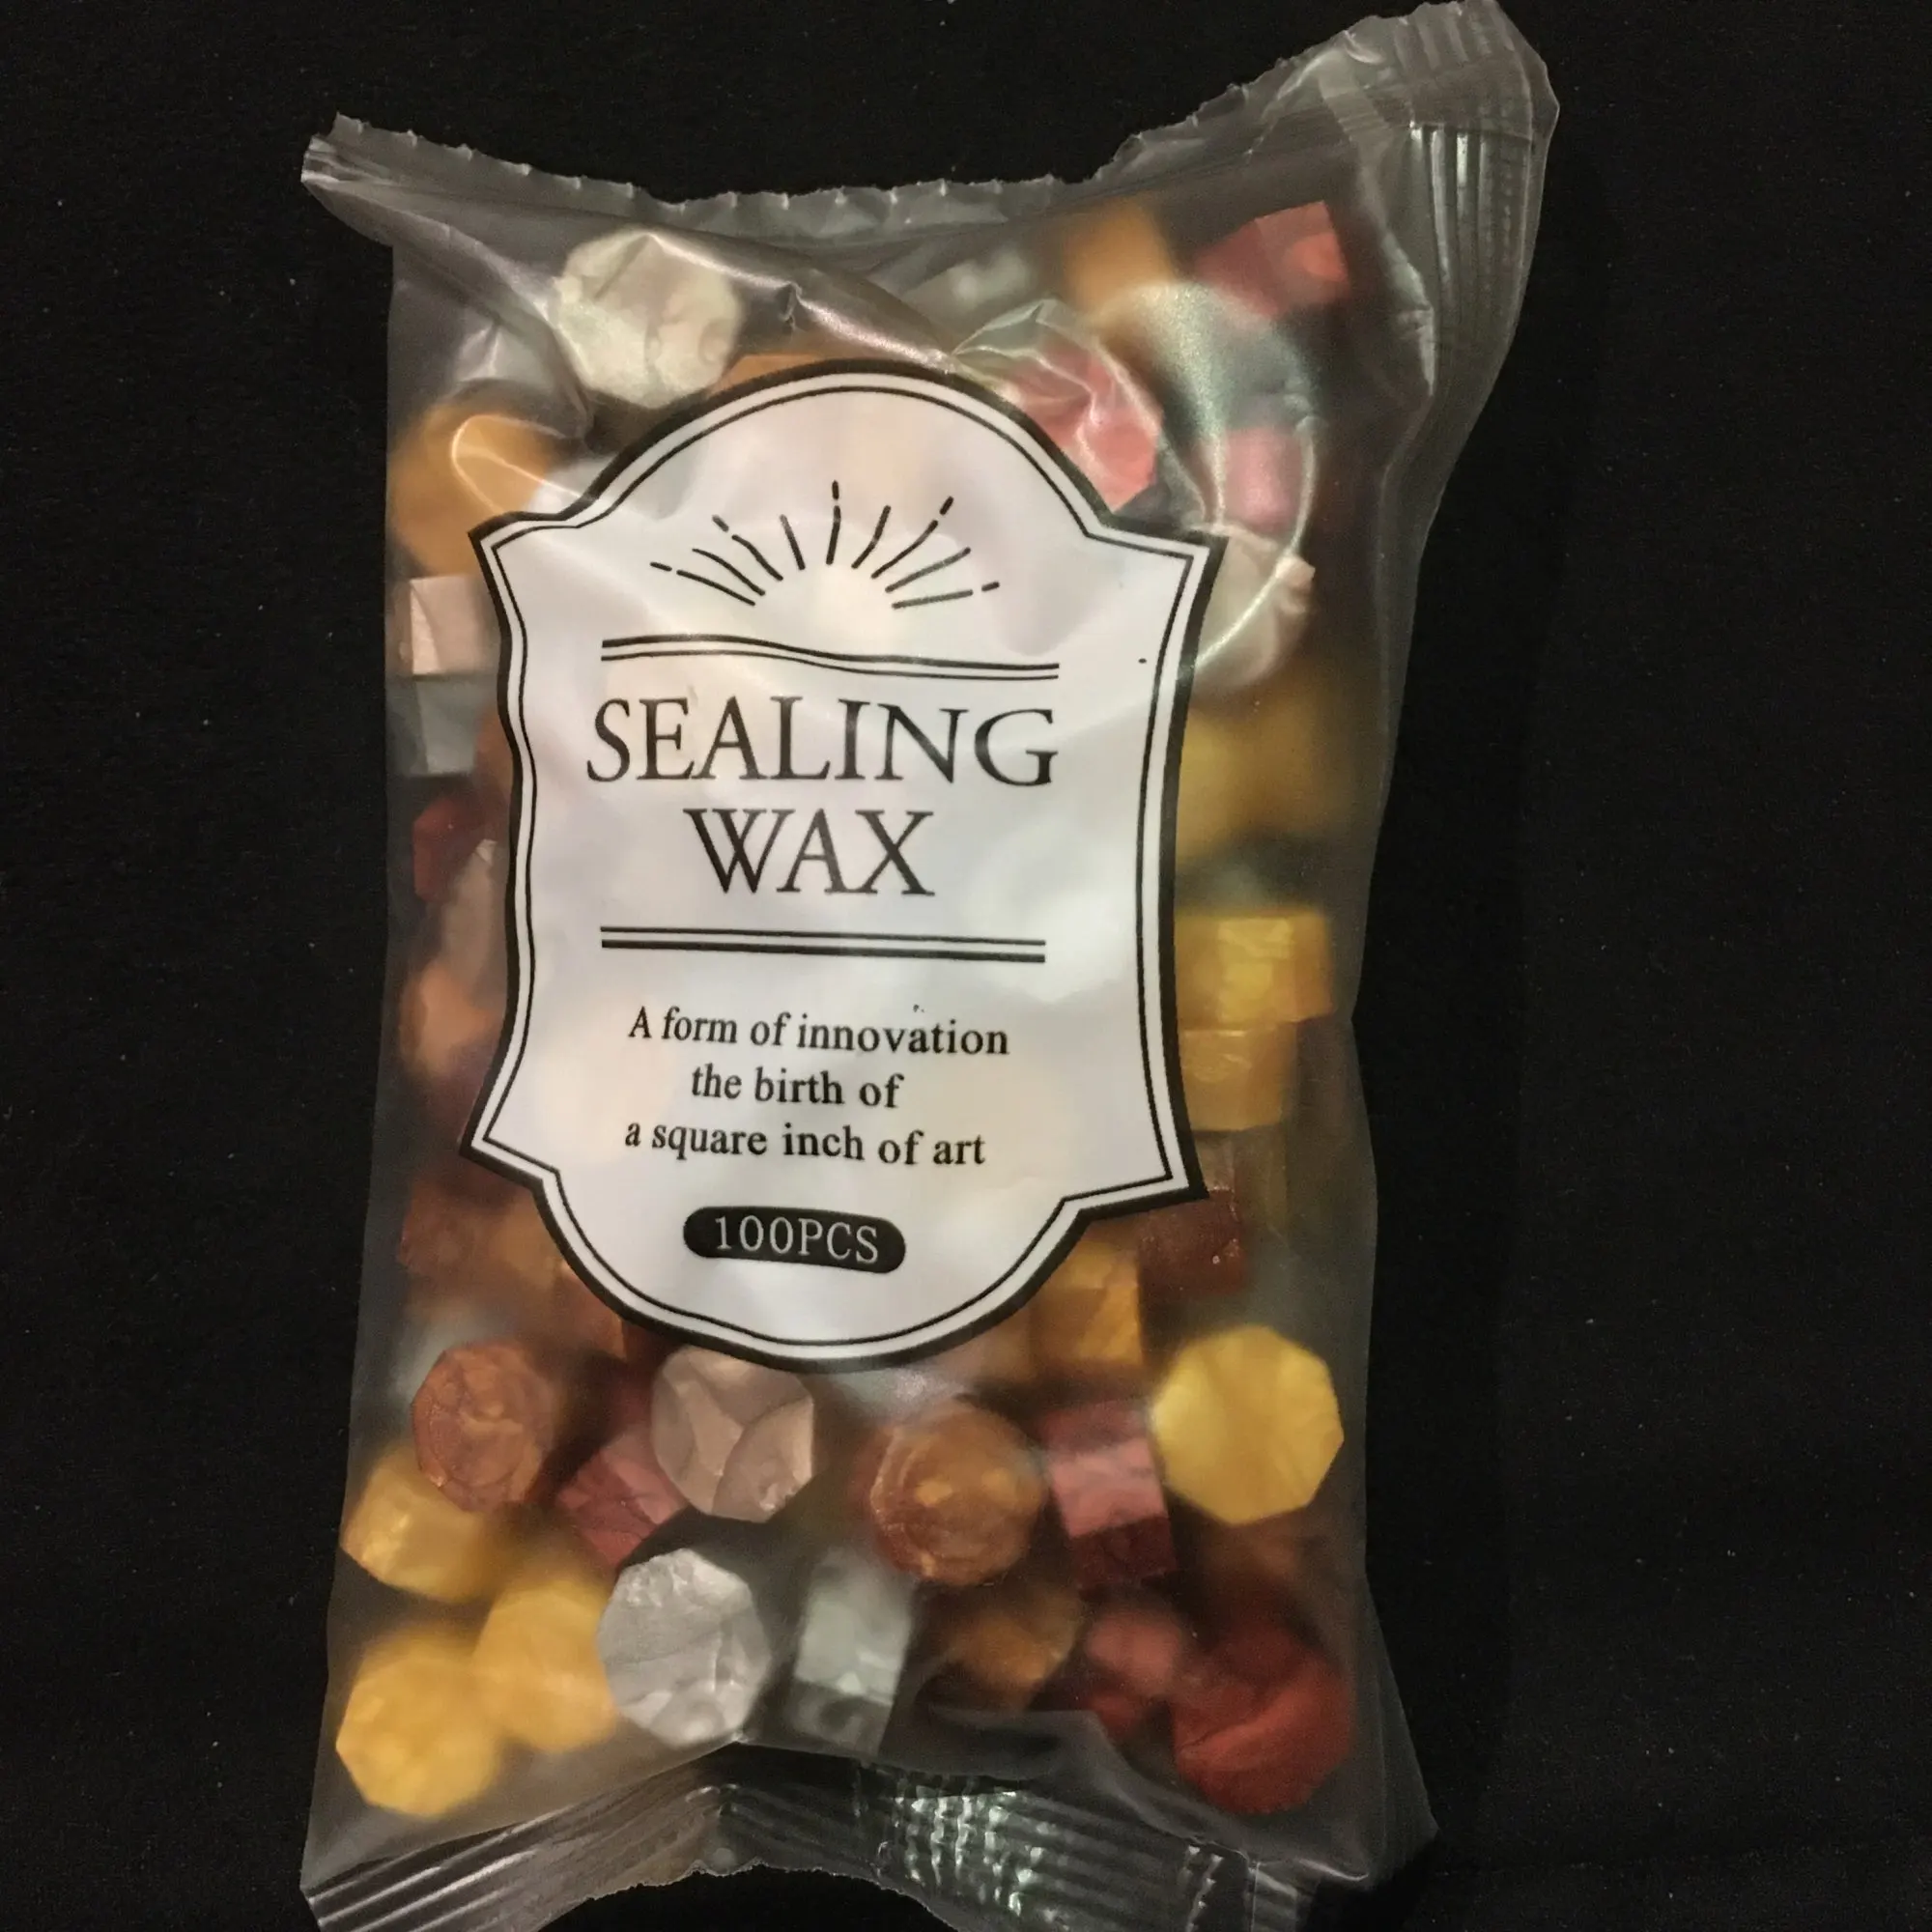 SEALING
WAX
A form of innovation
the birth of
a square inch of art
100PCS